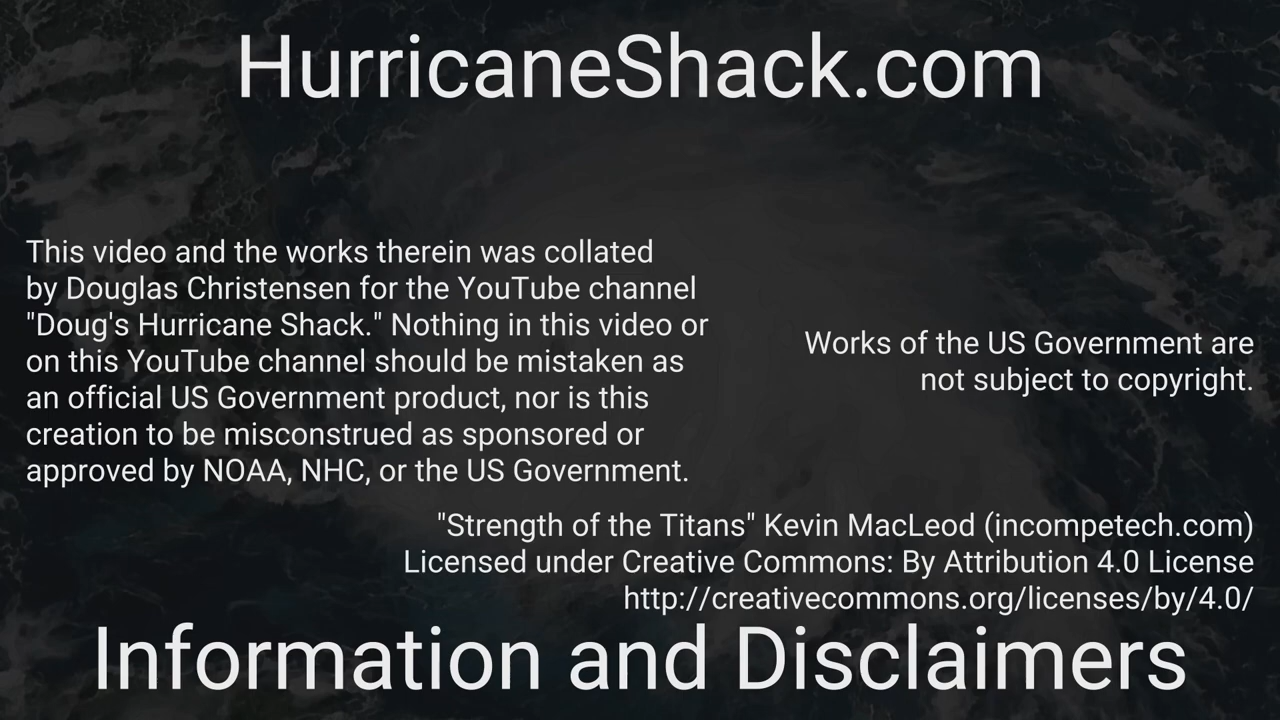 HurricaneShack.com
This video and the works therein was collated
by Douglas Christensen for the YouTube channel
"Doug's Hurricane Shack." Nothing in this video or
on this YouTube channel should be mistaken as
an official US Government product, nor is this
creation to be misconstrued as sponsored or
approved by NOAA, NHC, or the US Government.
Works of the US Government are
not subject to copyright.
"Strength of the Titans" Kevin MacLeod (incompetech.com)
Licensed under Creative Commons: By Attribution 4.0 License
http://creativecommons.org/licenses/by/4.0/
Information and Disclaimers